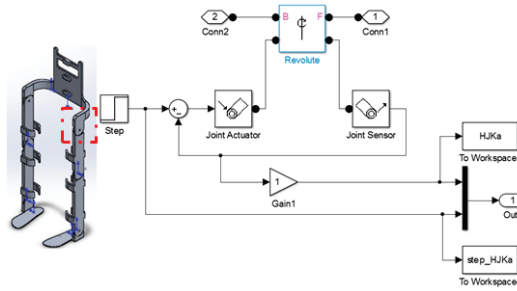 2
B
F
1
Conn2
Conn1
Revolute
Step
Joint Actuator
Joint Sensor
HJKa
To Workspace
1
Gain1
1
Out
step_HJKa
To Workspace